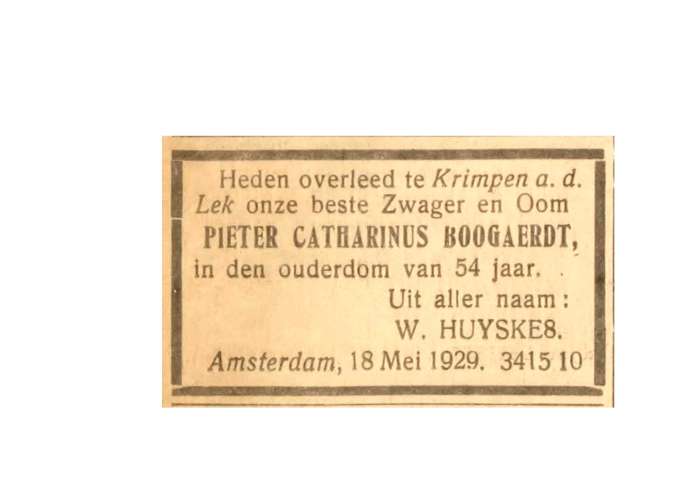 Heden overleed te Krimpen a. d.
Lek onze beste Zwager en Oom
PIETER CATHARINUS BOOGAERDT,
in den ouderdom van 54 jaar.
Uit aller naam:
W. HUYSKE8.
Amsterdam, 18 Mei 1929. 3415 10